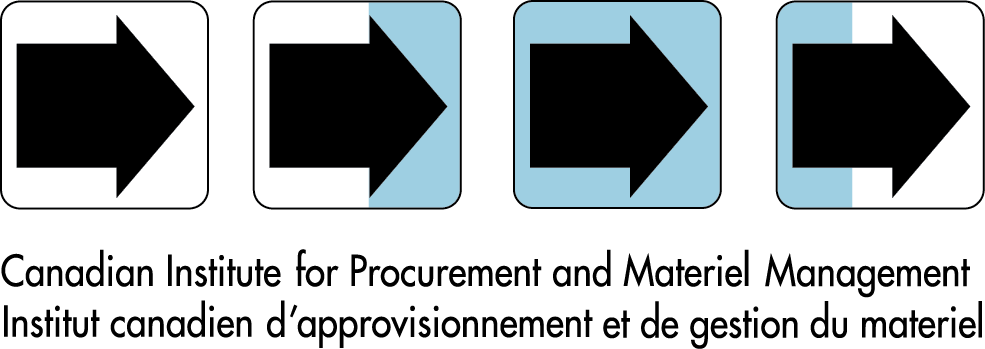 Canadian Institute for Procurement and Materiel Management
Institut canadien d'approvisionnement et de gestion du materiel